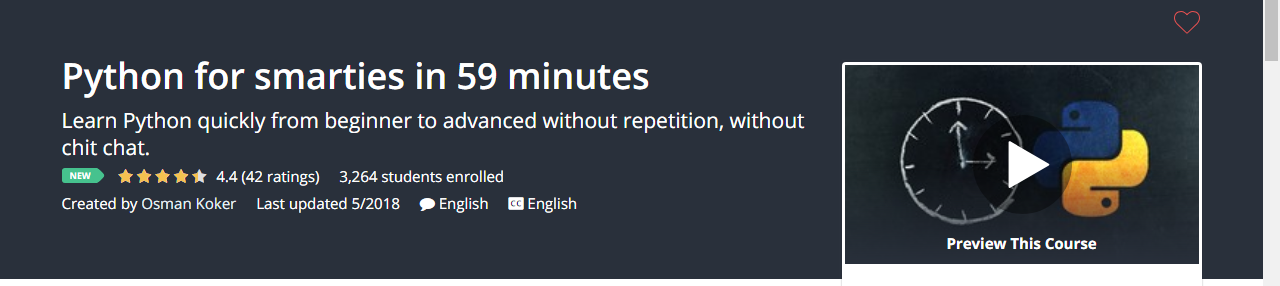 Python for smarties in 59 minutes
Learn Python quickly from beginner to advanced without repetition, without
chit chat.
NEW 4.4 (42 ratings) 3,264 students enrolled
Created by Osman Koker Last updated 5/2018 English CC English
Preview This Course